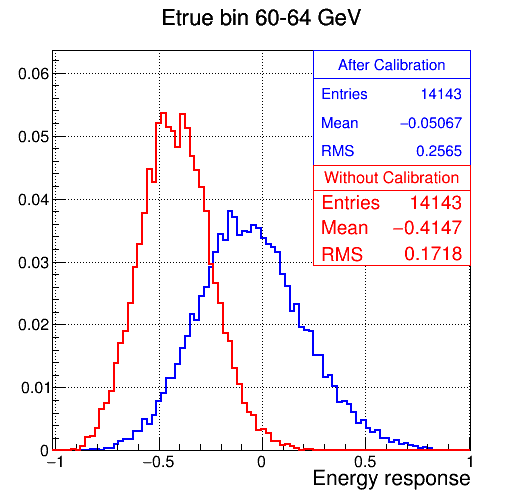 Etrue bin 60-64 GeV
After Calibration
Entries 14143
Mean −0.05067
RMS 0.2565
Without Calibration
Entries 14143
Mean −0.4147
RMS 0.1718
0.06
0.05
0.04
0.03
0.02
0.01
0
−1 −0.5 0 0.5 1
Energy response